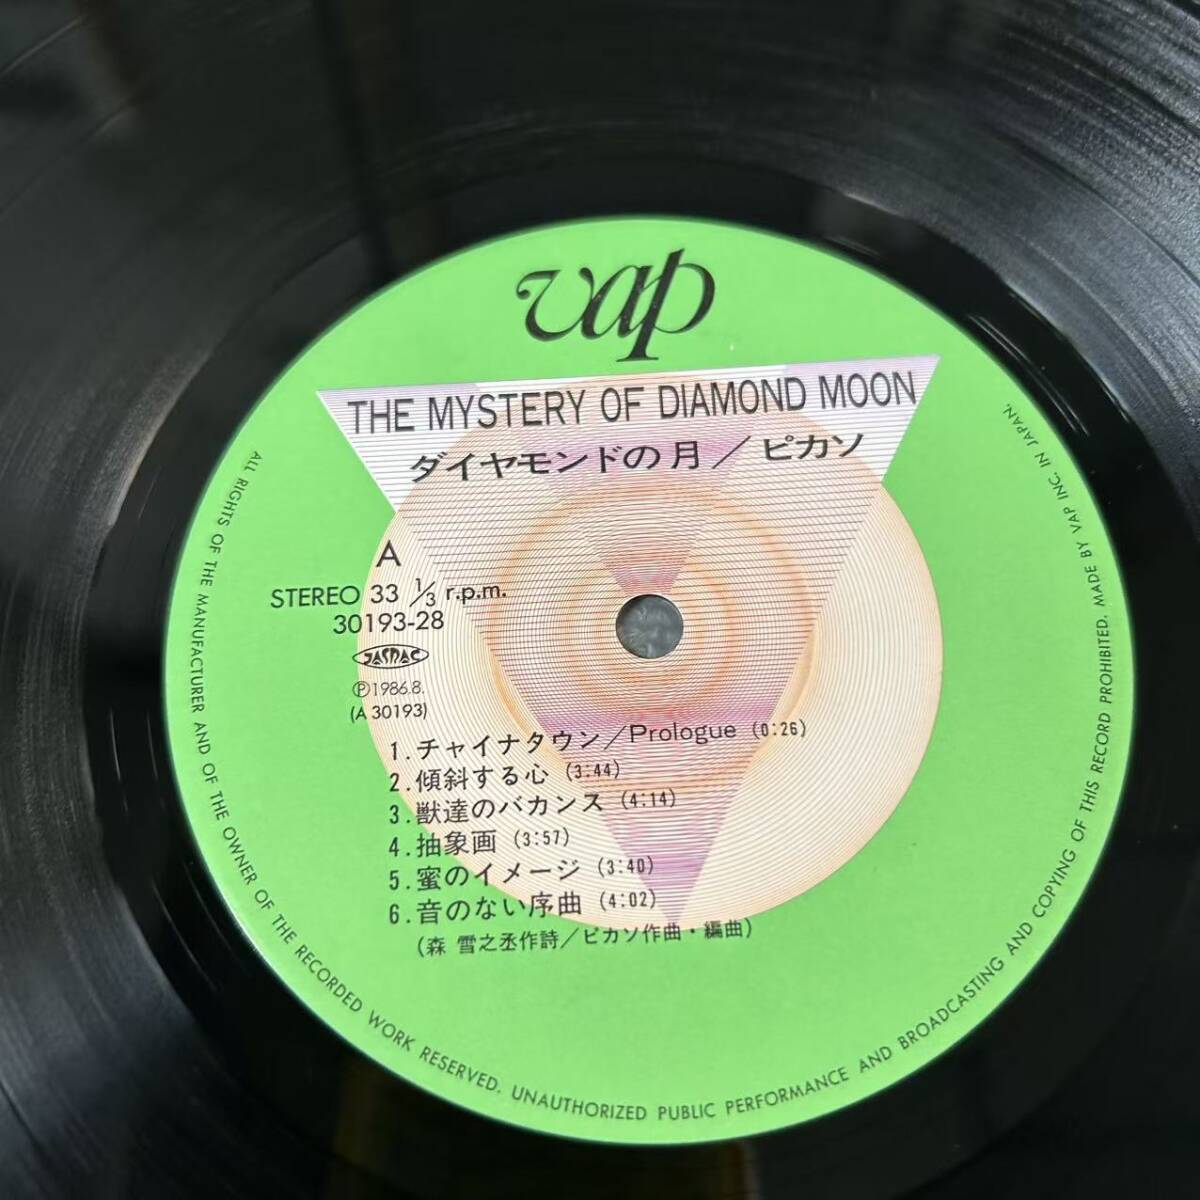 vap
THE MYSTERY OF DIAMOND MOON
ダイヤモンドの月／ピカソ
A
STEREO 33 1/3 r.p.m.
30193-28
JASRAC
Ⓟ1986.8.
(A 30193)
1.チャイナタウン／Prologue (0:26)
2.傾斜する心 (3:44)
3.獣達のバカンス (4:14)
4.抽象画 (3:57)
5.蜜のイメージ (3:40)
6.音のない序曲 (4:02)
(森 雪之丞作詩／ピカソ作曲・編曲)
ALL RIGHTS OF THE MANUFACTURER AND OF THE OWNER OF THE RECORDED WORK RESERVED. UNAUTHORIZED PUBLIC PERFORMANCE AND BROADCASTING AND COPYING OF THIS RECORD PROHIBITED. MADE BY VAP INC. IN JAPAN.